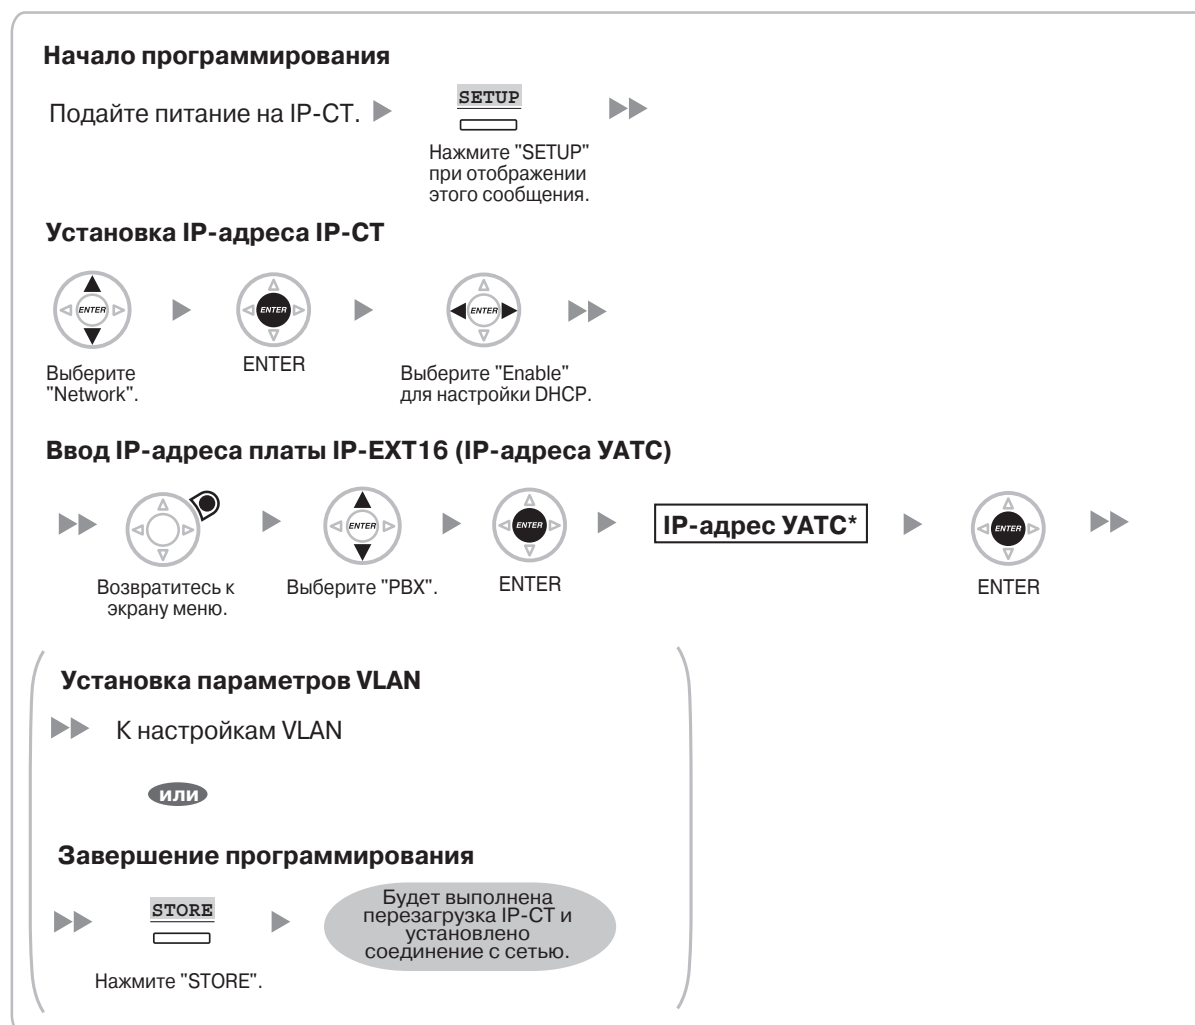 Начало программирования
Подайте питание на IP-CT.
SETUP
Нажмите "SETUP"
при отображении
этого сообщения.
Установка IP-адреса IP-CT
ENTER
ENTER
ENTER
Выберите
"Network".
ENTER
Выберите "Enable"
для настройки DHCP.
Ввод IP-адреса платы IP-EXT16 (IP-адреса УАТС)
ENTER
ENTER
IP-адрес УАТС*
ENTER
Возвратитесь к
экрану меню.
Выберите "PBX".
ENTER
ENTER
Установка параметров VLAN
К настройкам VLAN
или
Завершение программирования
STORE
Будет выполнена
перезагрузка IP-CT и
установлено
соединение с сетью.
Нажмите "STORE".